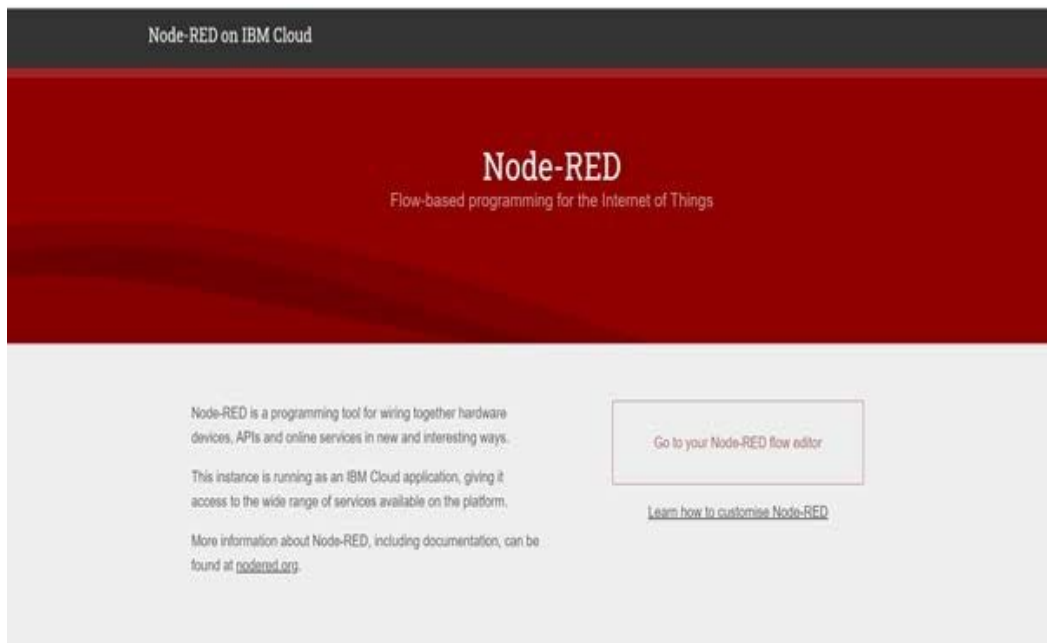 Node-RED on IBM Cloud
Node-RED
Flow-based programming for the Internet of Things
Node-RED is a programming tool for wiring together hardware
devices, APIs and online services in new and interesting ways.
This instance is running as an IBM Cloud application, giving it
access to the wide range of services available on the platform.
More information about Node-RED, including documentation, can be
found at nodered.org.
Go to your Node-RED flow editor
Learn how to customise Node-RED